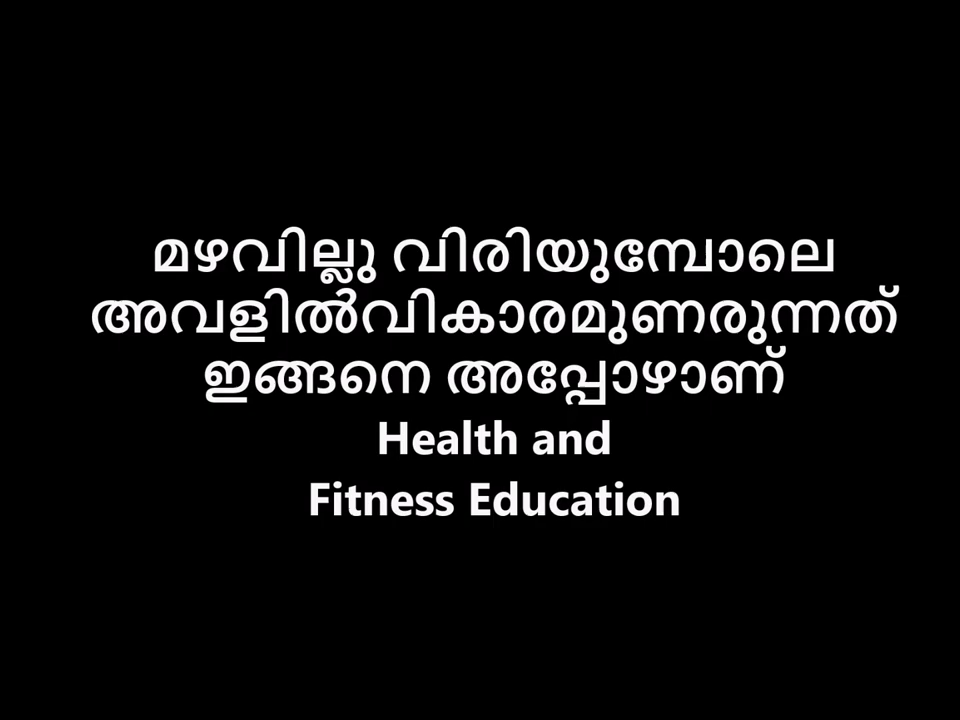 മഴവില്ലു വിരിയുമ്പോലെ
അവളിൽവികാരമുണരുന്നത്
ഇങ്ങനെ അപ്പോഴാണ്
Health and
Fitness Education